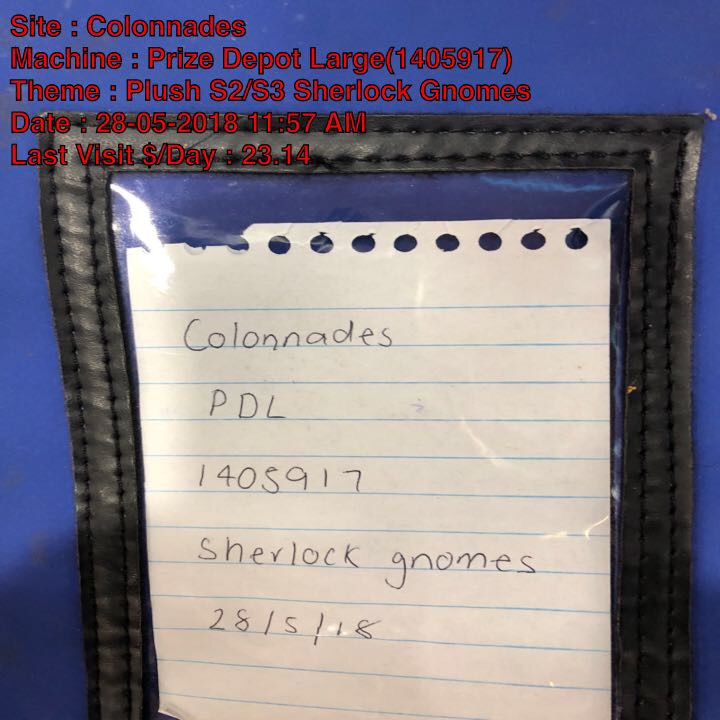 Site : Colonnades
Machine : Prize Depot Large(1405917)
Theme : Plush S2/S3 Sherlock Gnomes
Date : 28-05-2018 11:57 AM
Last Visit $/Day : 23.14
Colonnades
PDL
1405917
Sherlock gnomes
28/5/18